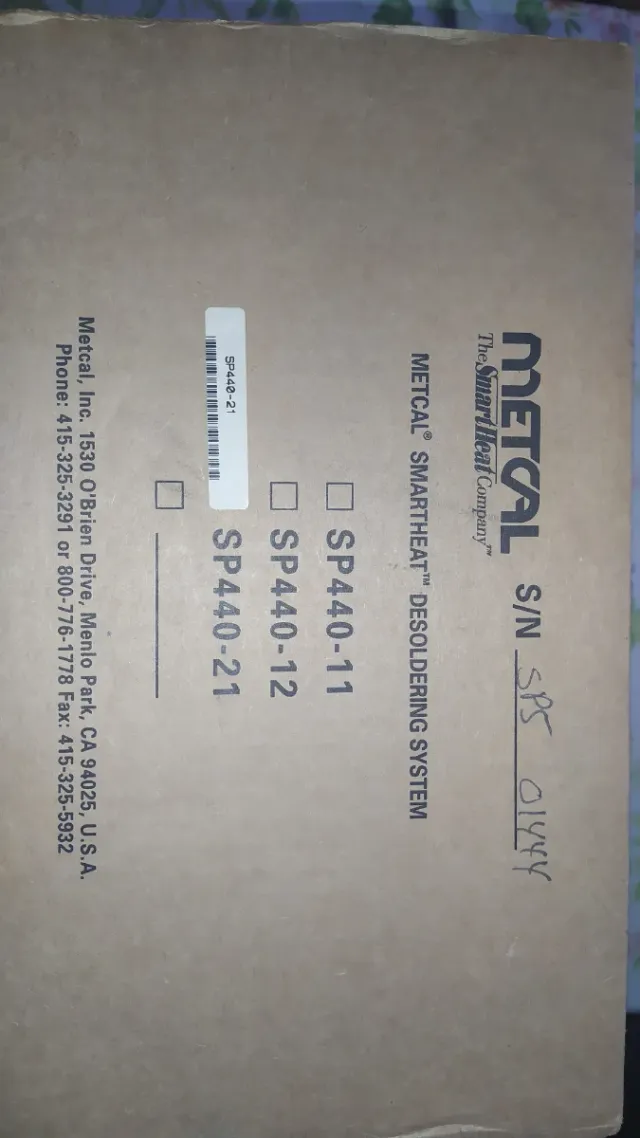 METCAL S/N SP5 01444
The SmartHeat Company™
METCAL® SMARTHEAT™ DESOLDERING SYSTEM
☐ SP440-11
☐ SP440-12
SP440-21
SP440-21
☐ ________
Metcal, Inc. 1530 O'Brien Drive, Menlo Park, CA 94025, U.S.A.
Phone: 415-325-3291 or 800-776-1778 Fax: 415-325-5932